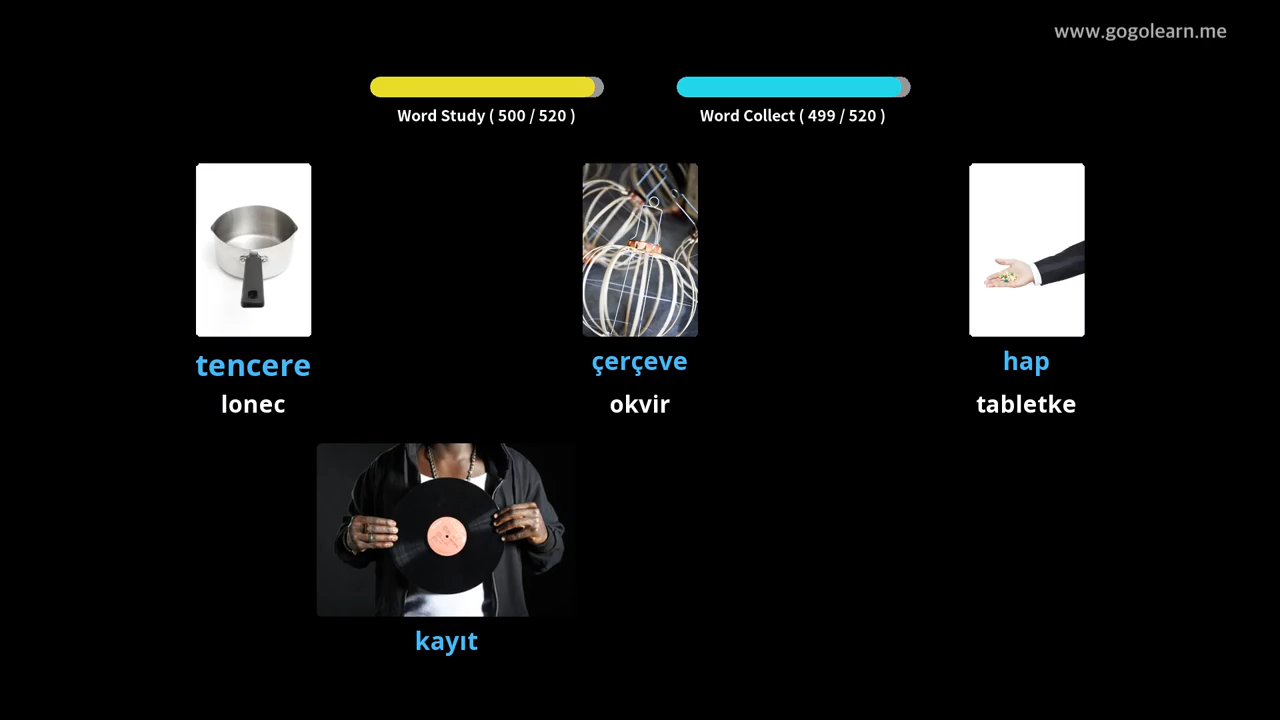 www.gogolearn.me
Word Study ( 500 / 520 )
Word Collect ( 499 / 520 )
tencere
çerçeve
hap
lonec
okvir
tabletke
kayıt